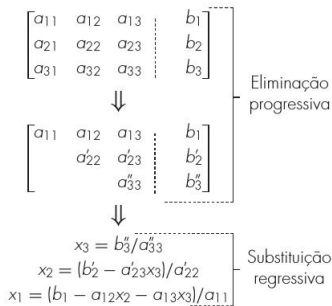 a11 a12 a13 b1
a21 a22 a23 b2
a31 a32 a33 b3
⇓
a11 a12 a13 b1
a′22 a′23 b′2
a″33 b″3
Eliminação
progressiva
⇓
x3 = b″3/a″33
x2 = (b′2 − a′23x3)/a′22
x1 = (b1 − a12x2 − a13x3)/a11
Substituição
regressiva